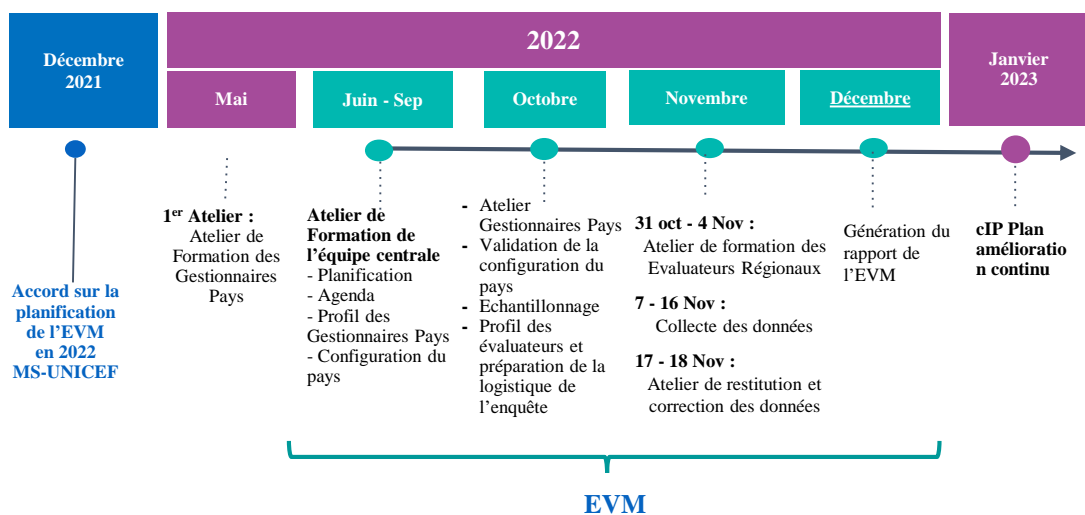 Décembre
2021
2022
Janvier
2023
Mai
Juin - Sep
Octobre
Novembre
Décembre
Accord sur la
planification
de l’EVM
en 2022
MS-UNICEF
1er Atelier :
Atelier de
Formation des
Gestionnaires
Pays
Atelier de
Formation de
l’équipe centrale
- Planification
- Agenda
- Profil des
Gestionnaires Pays
- Configuration du
pays
- Atelier
Gestionnaires Pays
- Validation de la
configuration du
pays
- Echantillonnage
- Profil des
évaluateurs et
préparation de la
logistique de
l’enquête
31 oct - 4 Nov :
Atelier de formation des
Evaluateurs Régionaux
7 - 16 Nov :
Collecte des données
17 - 18 Nov :
Atelier de restitution et
correction des données
Génération du
rapport de
l’EVM
cIP Plan
amélioratio
n continu
EVM